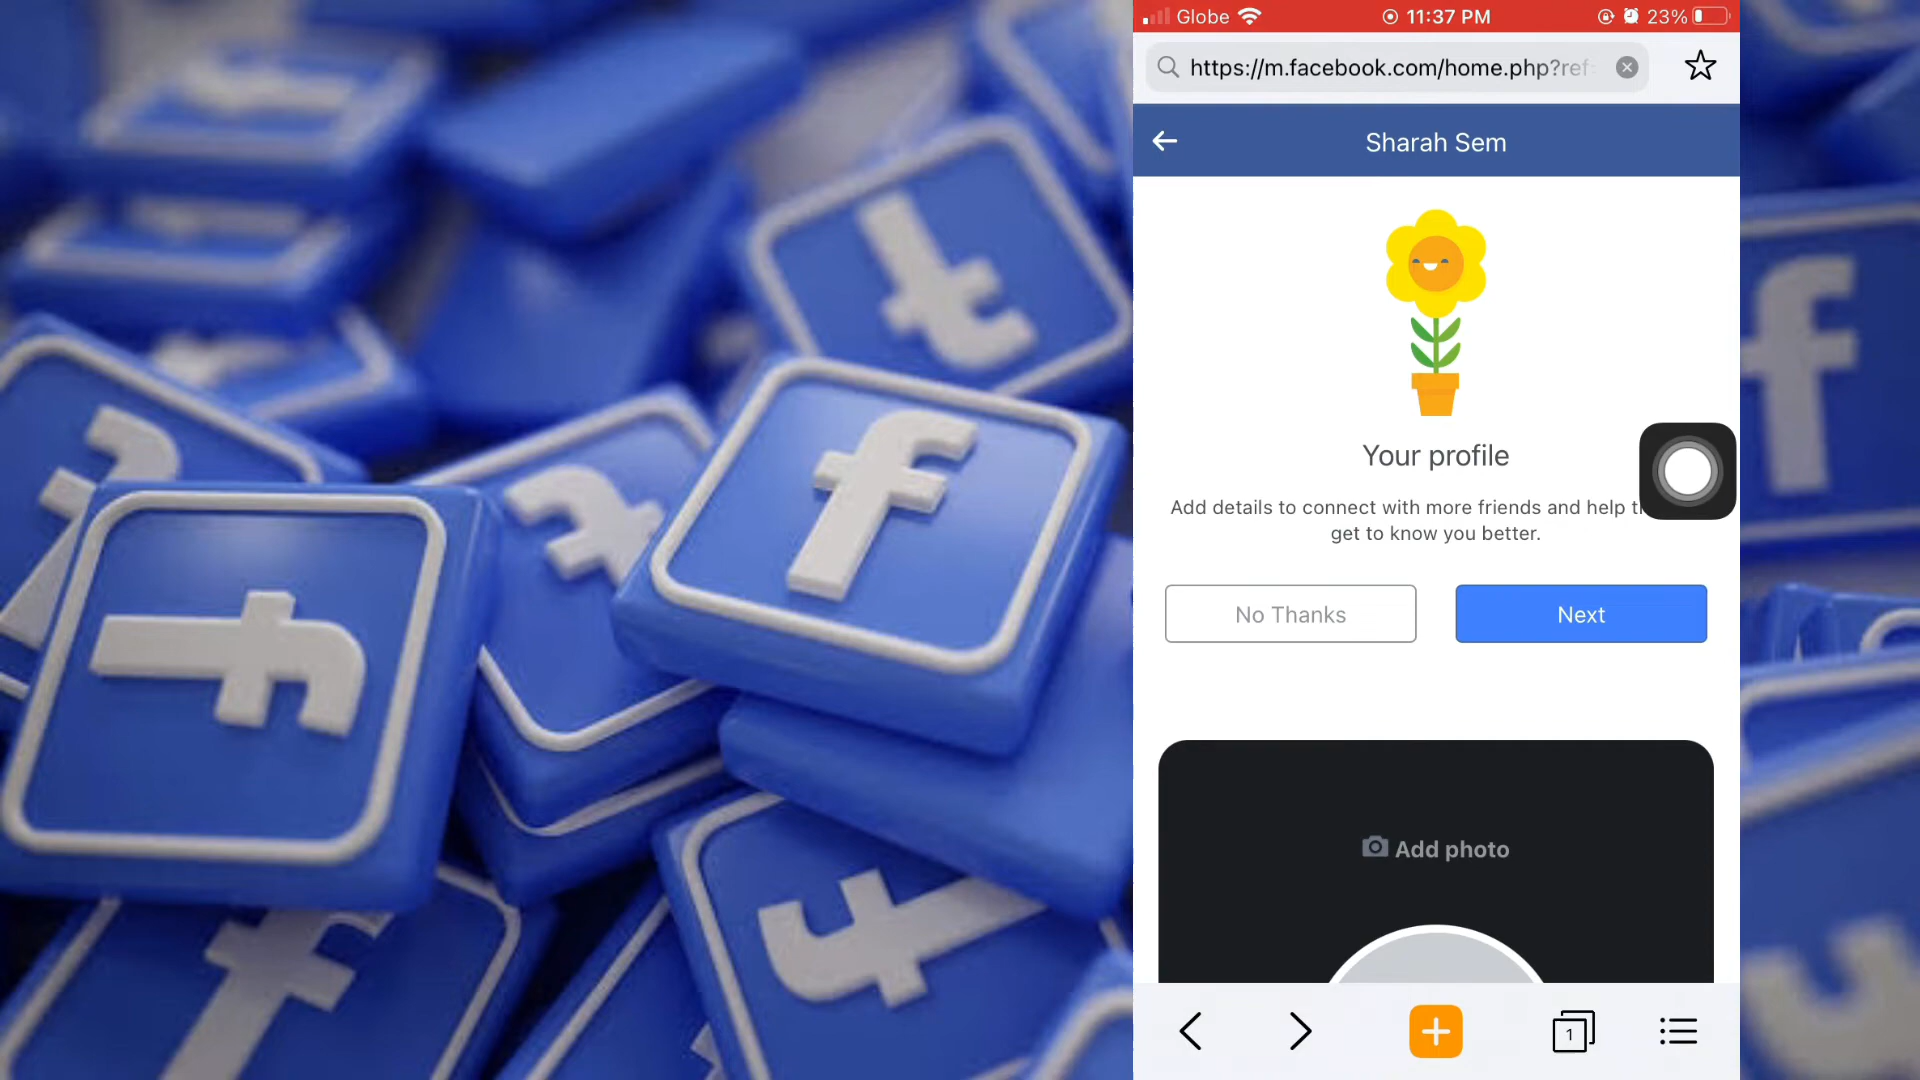 Globe 11:37 PM 23%
https://m.facebook.com/home.php?ref
Sharah Sem
Your profile
Add details to connect with more friends and help
get to know you better.
No Thanks Next
Add photo
1